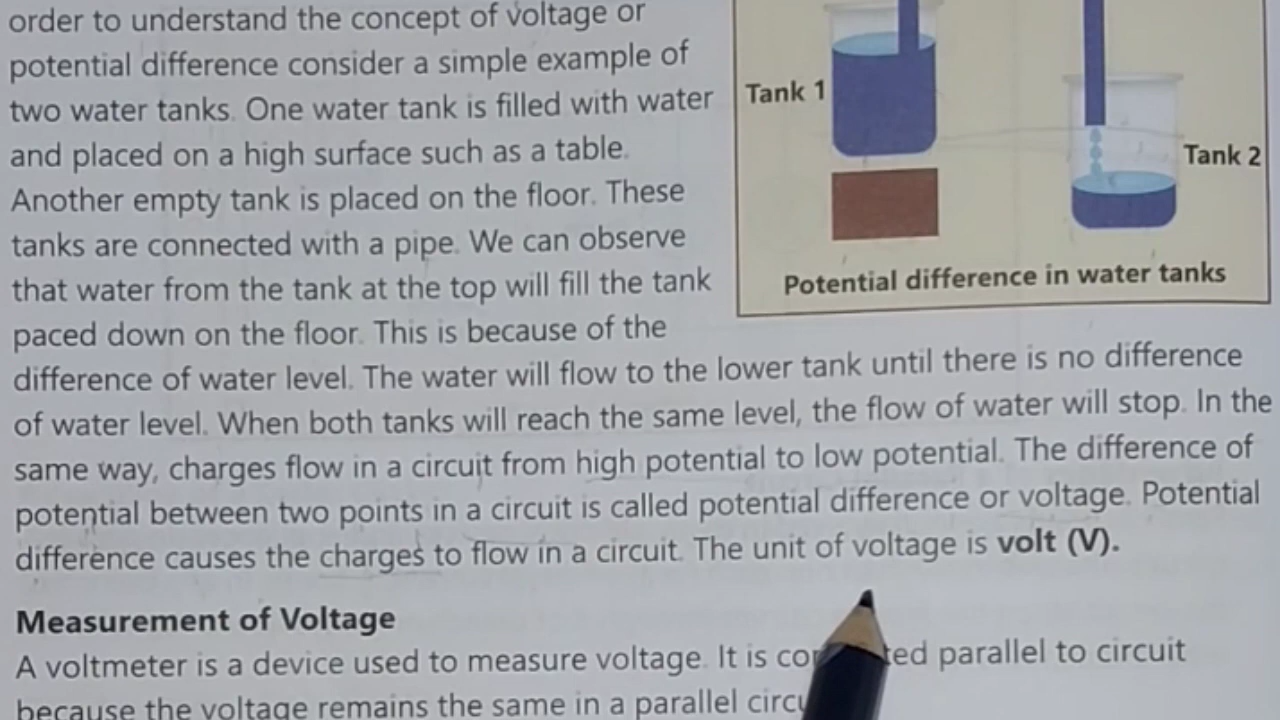 order to understand the concept of voltage or
potential difference consider a simple example of
two water tanks. One water tank is filled with water
and placed on a high surface such as a table.
Another empty tank is placed on the floor. These
tanks are connected with a pipe. We can observe
that water from the tank at the top will fill the tank
paced down on the floor. This is because of the
difference of water level. The water will flow to the lower tank until there is no difference
of water level. When both tanks will reach the same level, the flow of water will stop. In the
same way, charges flow in a circuit from high potential to low potential. The difference of
potential between two points in a circuit is called potential difference or voltage. Potential
difference causes the charges to flow in a circuit. The unit of voltage is volt (V).
Tank 1
Tank 2
Potential difference in water tanks
Measurement of Voltage
A voltmeter is a device used to measure voltage. It is parallel to circuit
because the voltage remains the same in a parallel